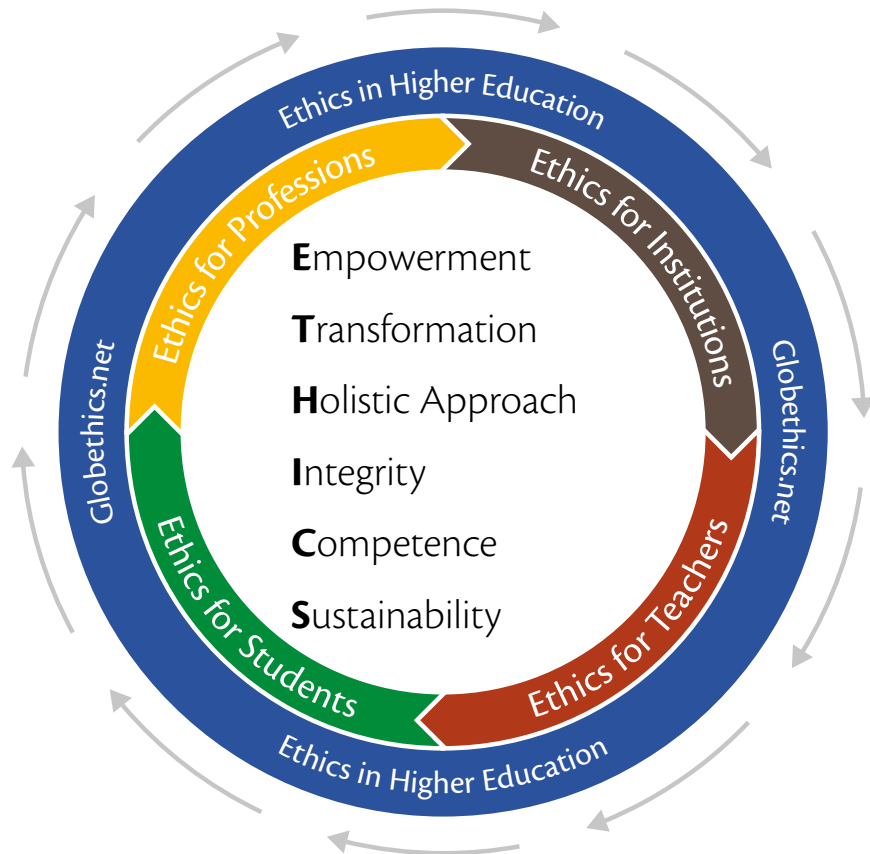 Ethics in Higher Education
Ethics for Professions
Ethics for Institutions
Empowerment
Transformation
Holistic Approach
Integrity
Competence
Sustainability
Globethics.net
Globethics.net
Ethics for Students
Ethics for Teachers
Ethics in Higher Education